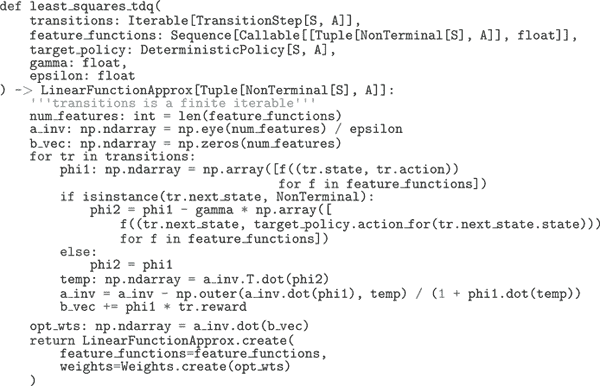 def least_squares_tdq(
    transitions: Iterable[TransitionStep[S, A]],
    feature_functions: Sequence[Callable[[Tuple[NonTerminal[S], A]], float]],
    target_policy: DeterministicPolicy[S, A],
    gamma: float,
    epsilon: float
) -> LinearFunctionApprox[Tuple[NonTerminal[S], A]]:
    '''transitions is a finite iterable'''
    num_features: int = len(feature_functions)
    a_inv: np.ndarray = np.eye(num_features) / epsilon
    b_vec: np.ndarray = np.zeros(num_features)
    for tr in transitions:
        phi1: np.ndarray = np.array([f((tr.state, tr.action))
                                     for f in feature_functions])
        if isinstance(tr.next_state, NonTerminal):
            phi2 = phi1 - gamma * np.array([
                f((tr.next_state, target_policy.action_for(tr.next_state.state)))
                for f in feature_functions])
        else:
            phi2 = phi1
        temp: np.ndarray = a_inv.T.dot(phi2)
        a_inv = a_inv - np.outer(a_inv.dot(phi1), temp) / (1 + phi1.dot(temp))
        b_vec += phi1 * tr.reward
    opt_wts: np.ndarray = a_inv.dot(b_vec)
    return LinearFunctionApprox.create(
        feature_functions=feature_functions,
        weights=Weights.create(opt_wts)
    )